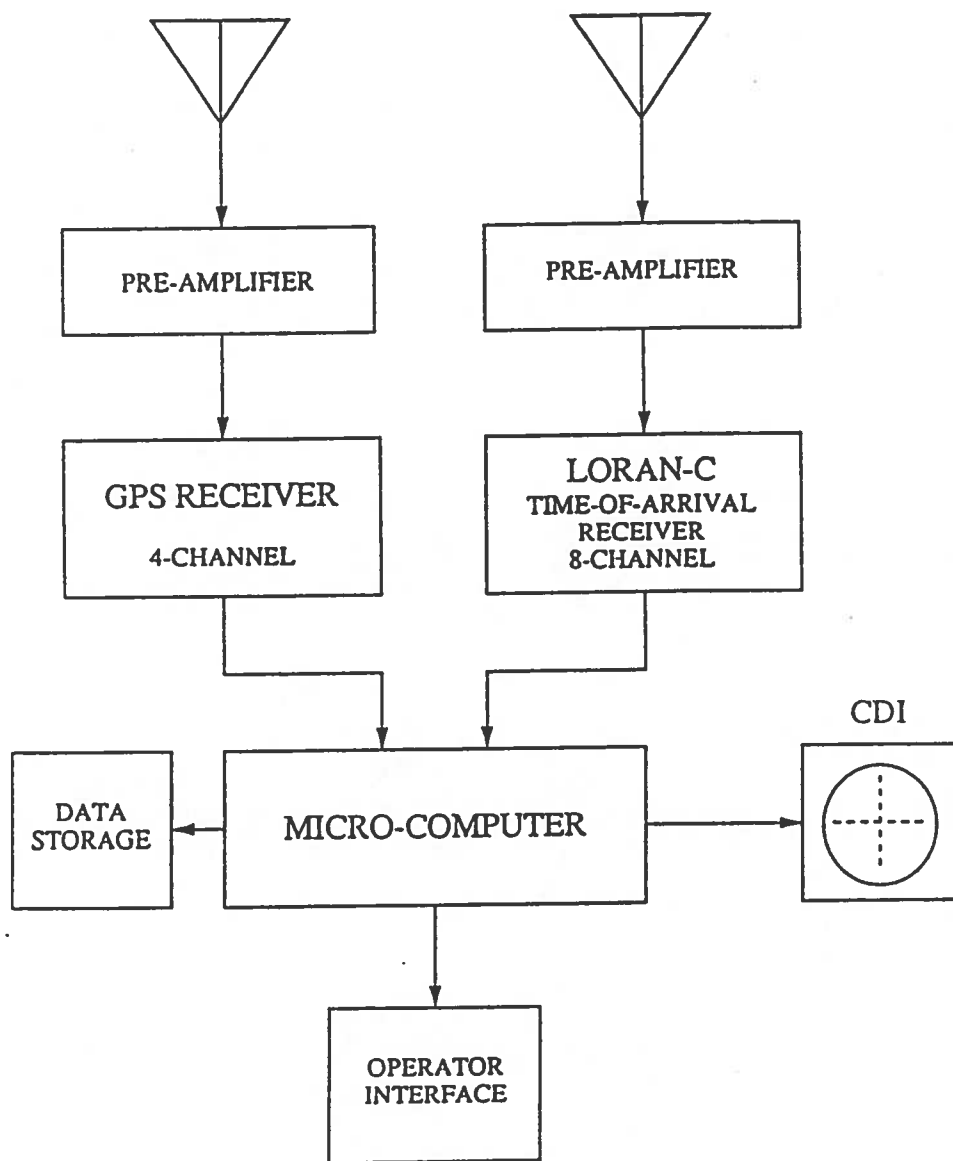 PRE-AMPLIFIER
PRE-AMPLIFIER
GPS RECEIVER
4-CHANNEL
LORAN-C
TIME-OF-ARRIVAL
RECEIVER
8-CHANNEL
CDI
DATA
STORAGE
MICRO-COMPUTER
OPERATOR
INTERFACE